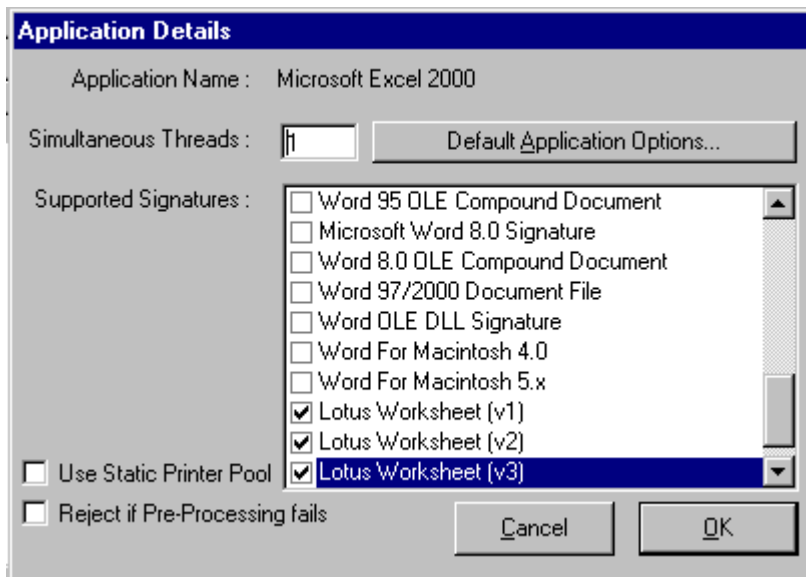 Application Details
Application Name : Microsoft Excel 2000
Simultaneous Threads : 1 Default Application Options...
Supported Signatures : Word 95 OLE Compound Document
Microsoft Word 8.0 Signature
Word 8.0 OLE Compound Document
Word 97/2000 Document File
Word OLE DLL Signature
Word For Macintosh 4.0
Word For Macintosh 5.x
Lotus Worksheet (v1)
Lotus Worksheet (v2)
Use Static Printer Pool Lotus Worksheet (v3)
Reject if Pre-Processing fails
Cancel OK